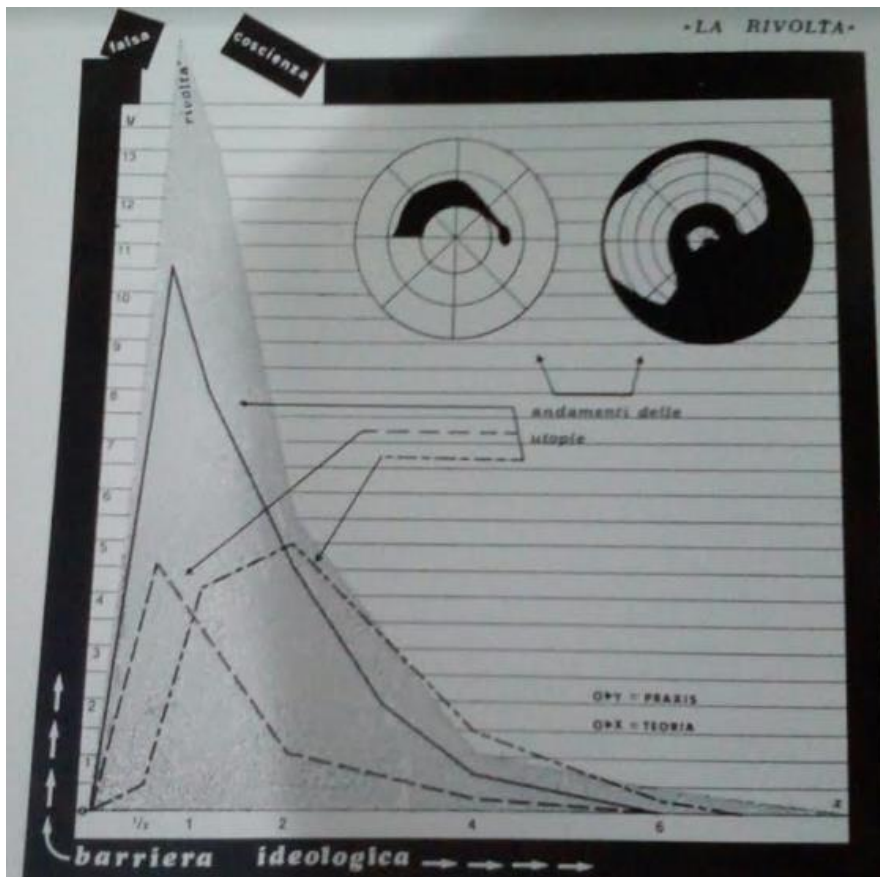 •LA RIVOLTA•
falsa
coscienza
rivolta"
y
13
12
11
10
9
8
7
6
5
4
3
2
1
0
andamenti delle
utopie
O▸Y = PRAXIS
O▸X = TEORIA
1/2 1 2 4 6 x
barriera ideologica